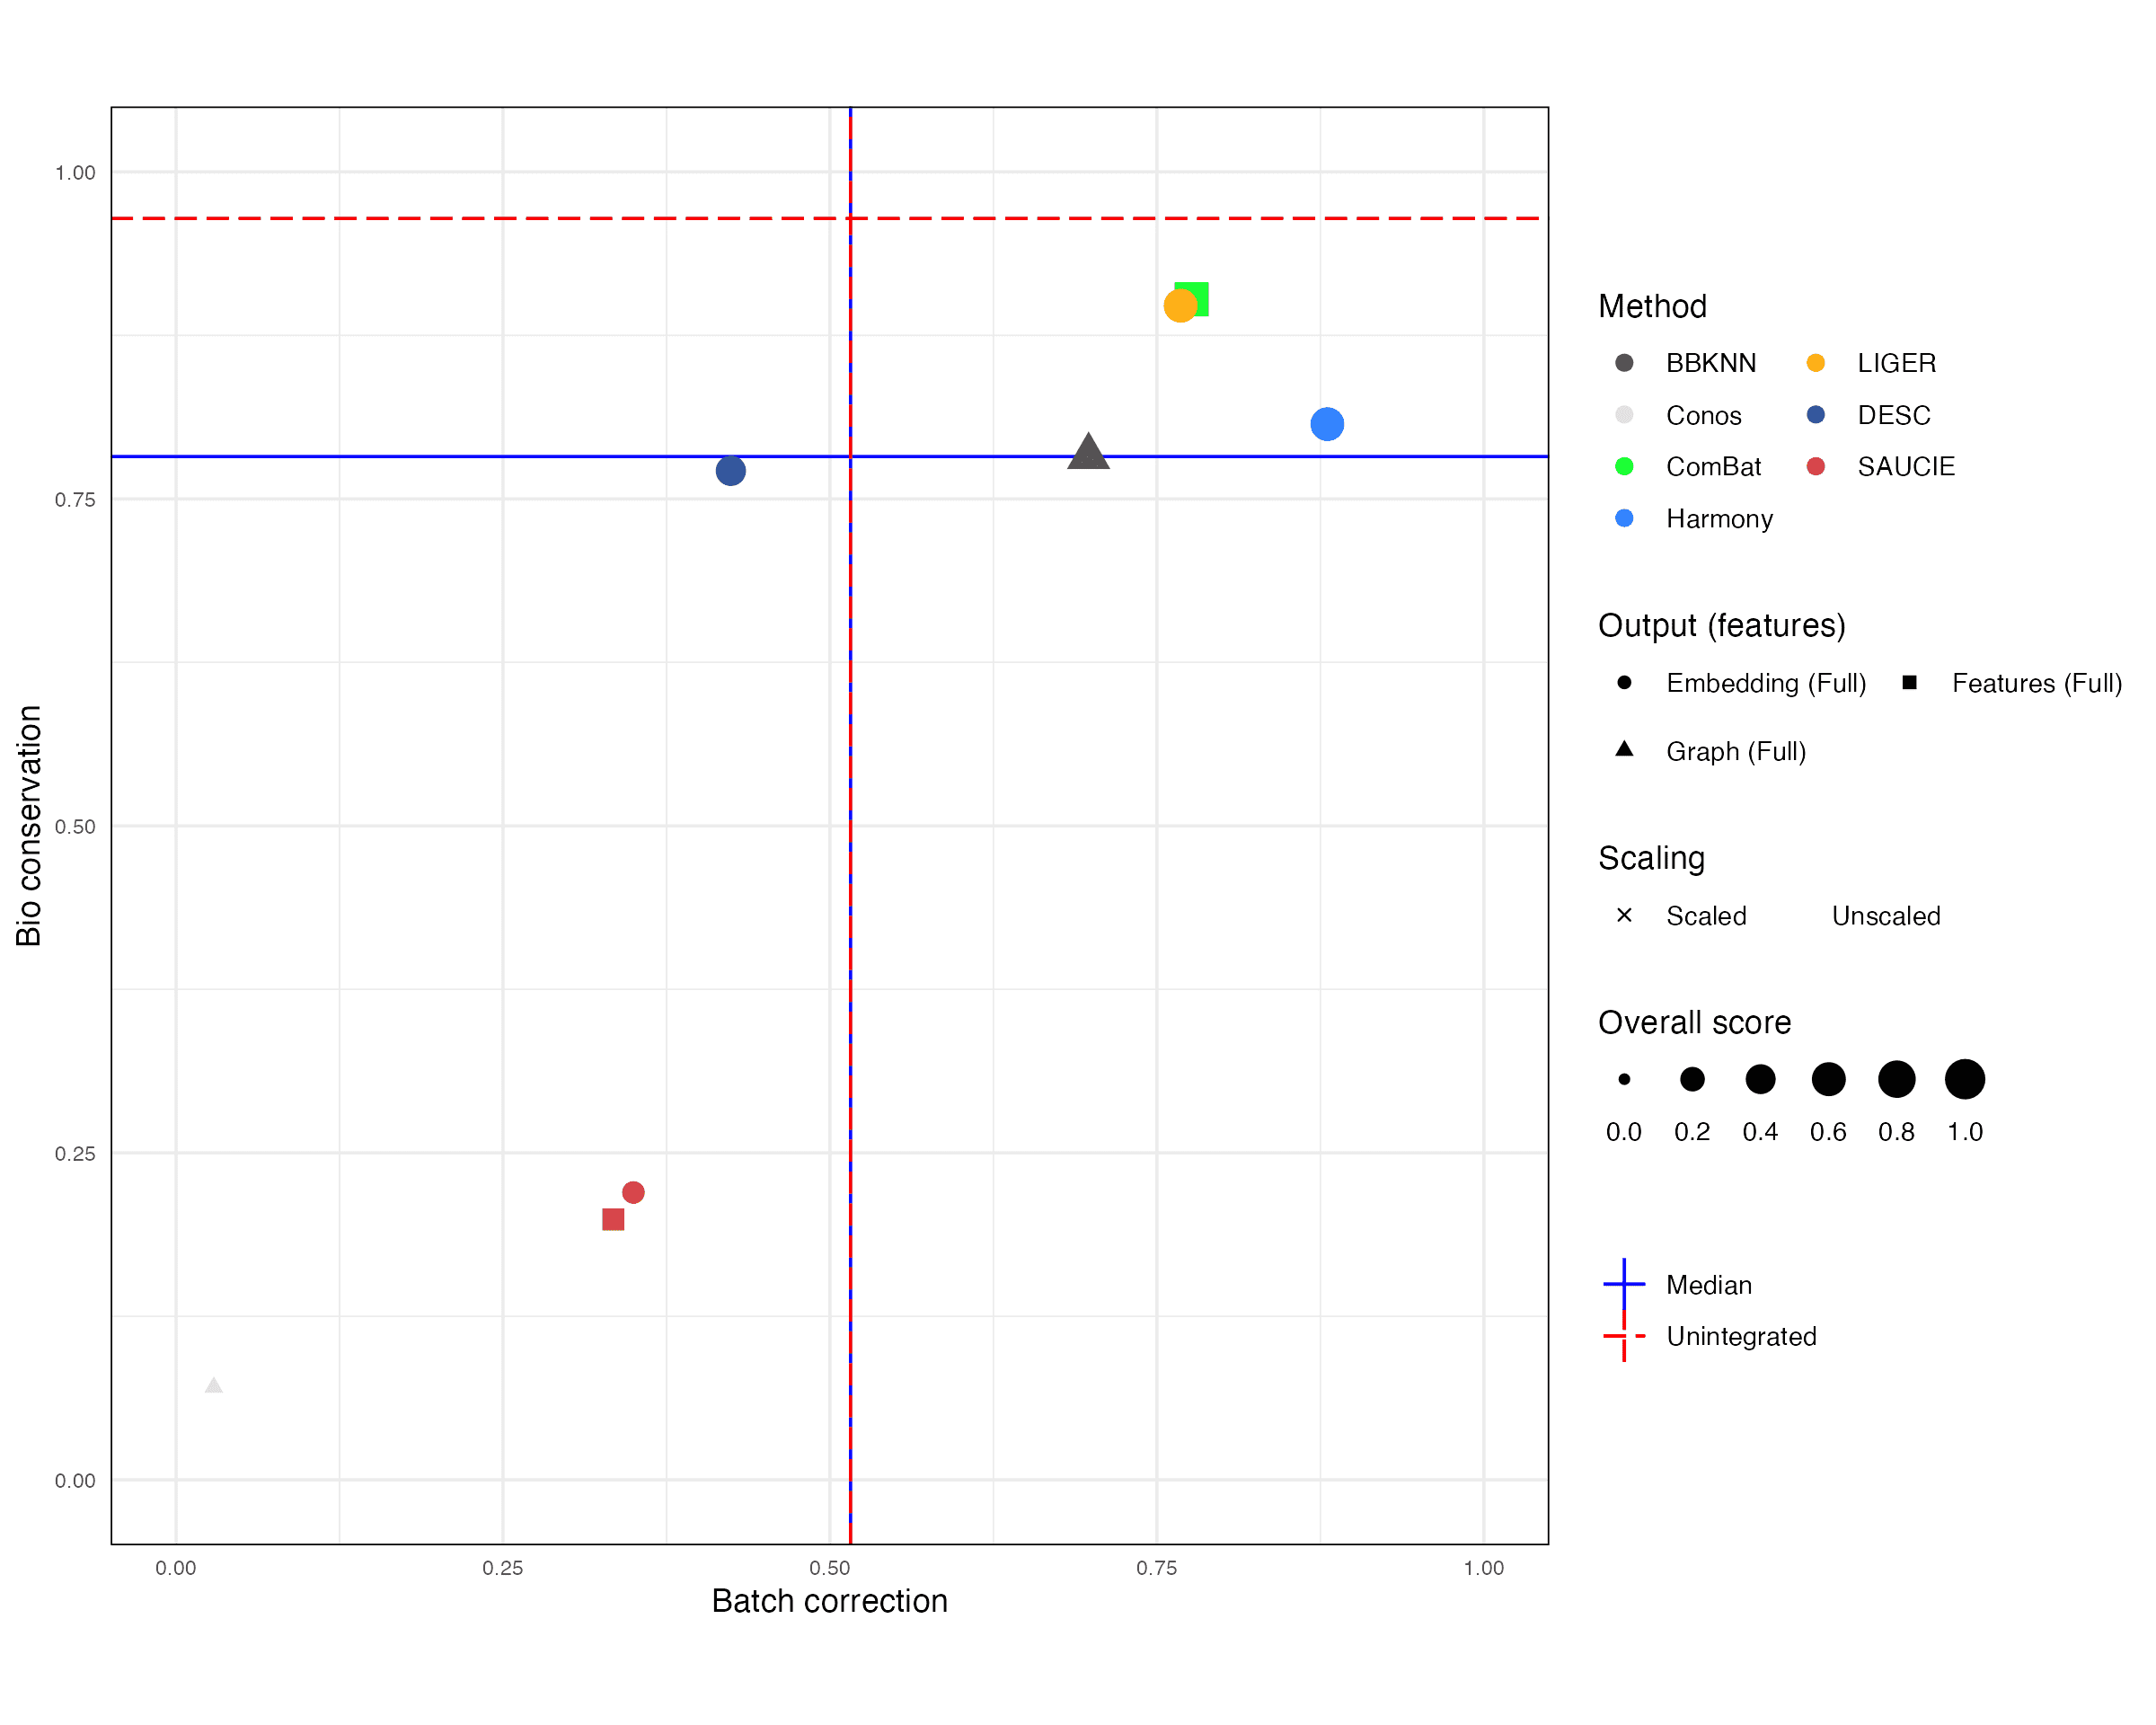 1.00
0.75
0.50
0.25
0.00
Bio conservation
0.00 0.25 0.50 0.75 1.00
Batch correction
Method
BBKNN LIGER
Conos DESC
ComBat SAUCIE
Harmony
Output (features)
Embedding (Full) Features (Full)
Graph (Full)
Scaling
Scaled Unscaled
Overall score
0.0 0.2 0.4 0.6 0.8 1.0
Median
Unintegrated